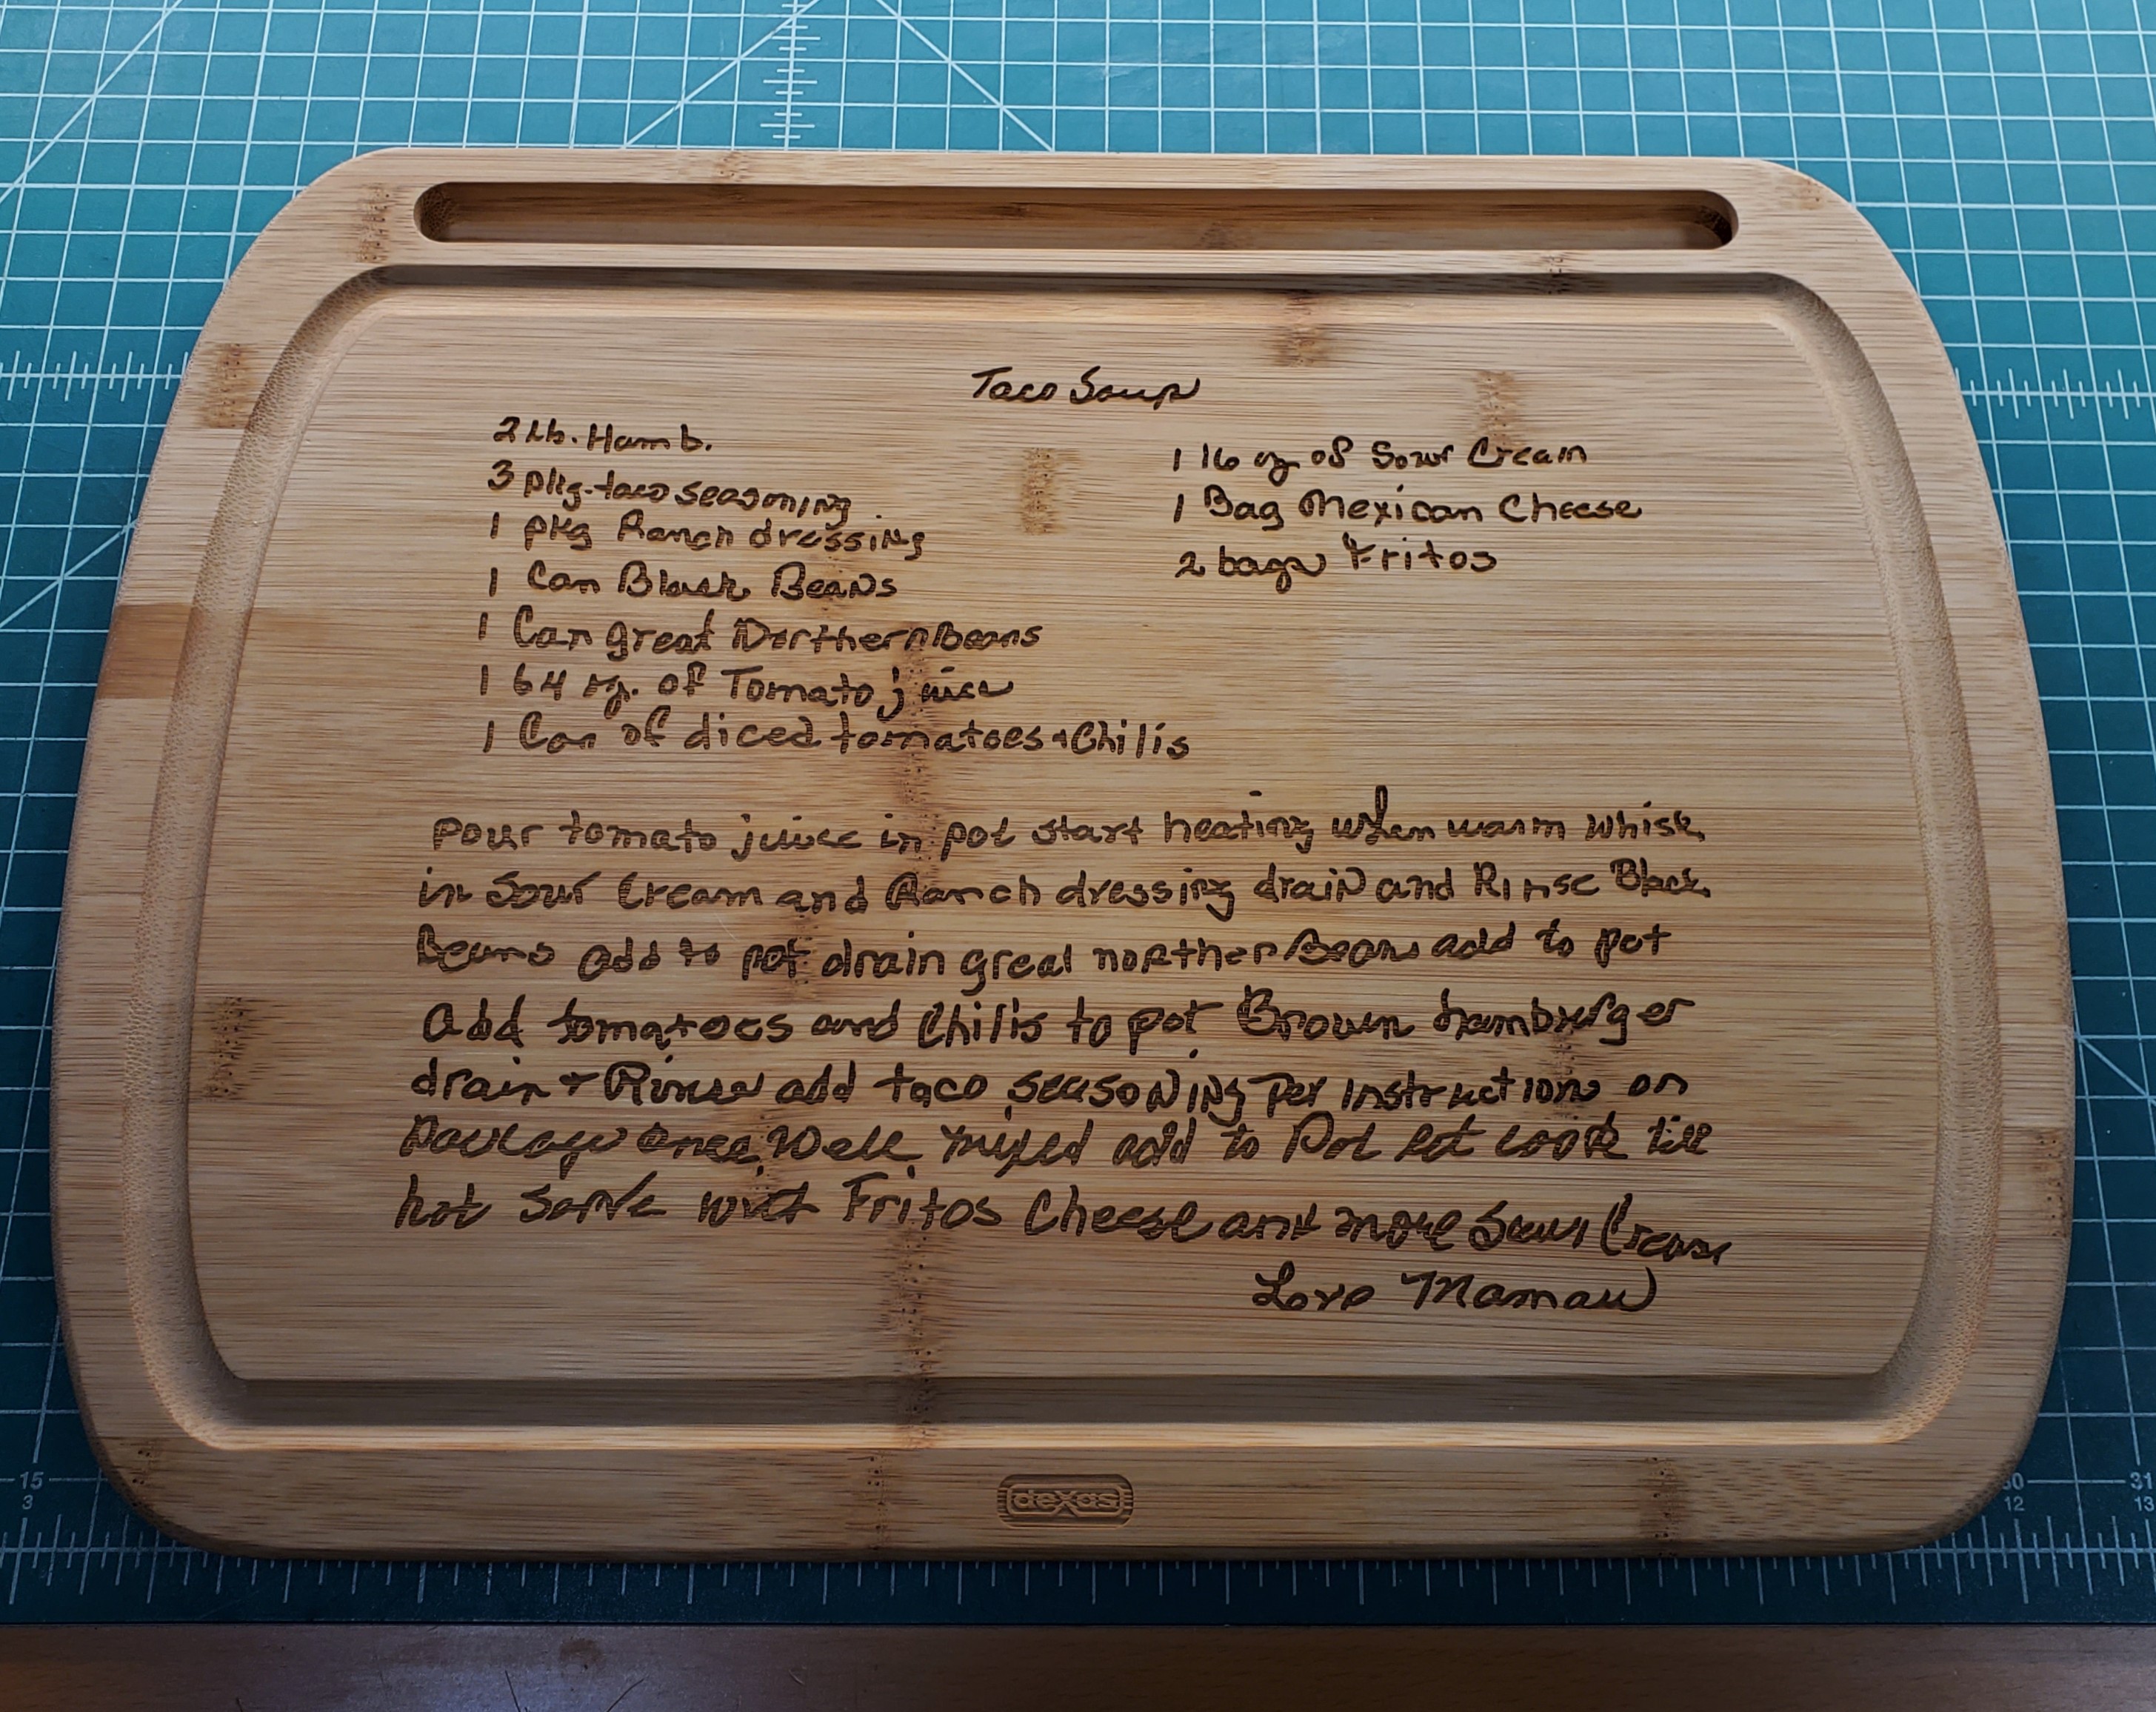 Taco Soup
2 Lb. Hamb.
3 pkg. taco seasoning
1 pkg Ranch dressing
1 Can Black Beans
1 Can great Northern Beans
1 64 oz. of Tomato juice
1 Can of diced tomatoes + Chilis
1 16 oz of Sour Cream
1 Bag Mexican Cheese
2 bags Fritos
pour tomato juice in pot start heating when warm whisk
in Sour Cream and Ranch dressing drain and Rinse Black
Beans add to pot drain great northern Beans add to pot
Add tomatoes and Chilis to pot Brown hamburger
drain + Rinse add taco seasoning Per instructions on
Package Once Well mixed add to Pot let cook till
hot Serve with Fritos Cheese and more Sour Cream
Love Mamaw
dexas
15
3
30
12
31
13